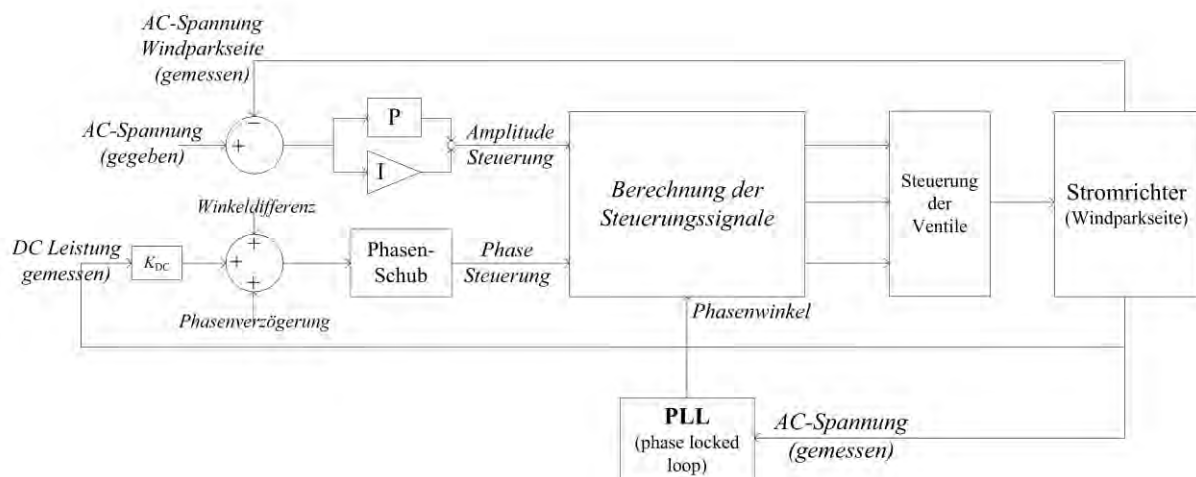 AC-Spannung
Windparkseite
(gemessen)
−
+
AC-Spannung
(gegeben)
P
I
Amplitude
Steuerung
Berechnung der
Steuerungssignale
Steuerung
der
Ventile
Stromrichter
(Windparkseite)
Winkeldifferenz
DC Leistung
gemessen)
K_DC
+
+
+
Phasen-
Schub
Phase
Steuerung
Phasenverzögerung
Phasenwinkel
PLL
(phase locked
loop)
AC-Spannung
(gemessen)